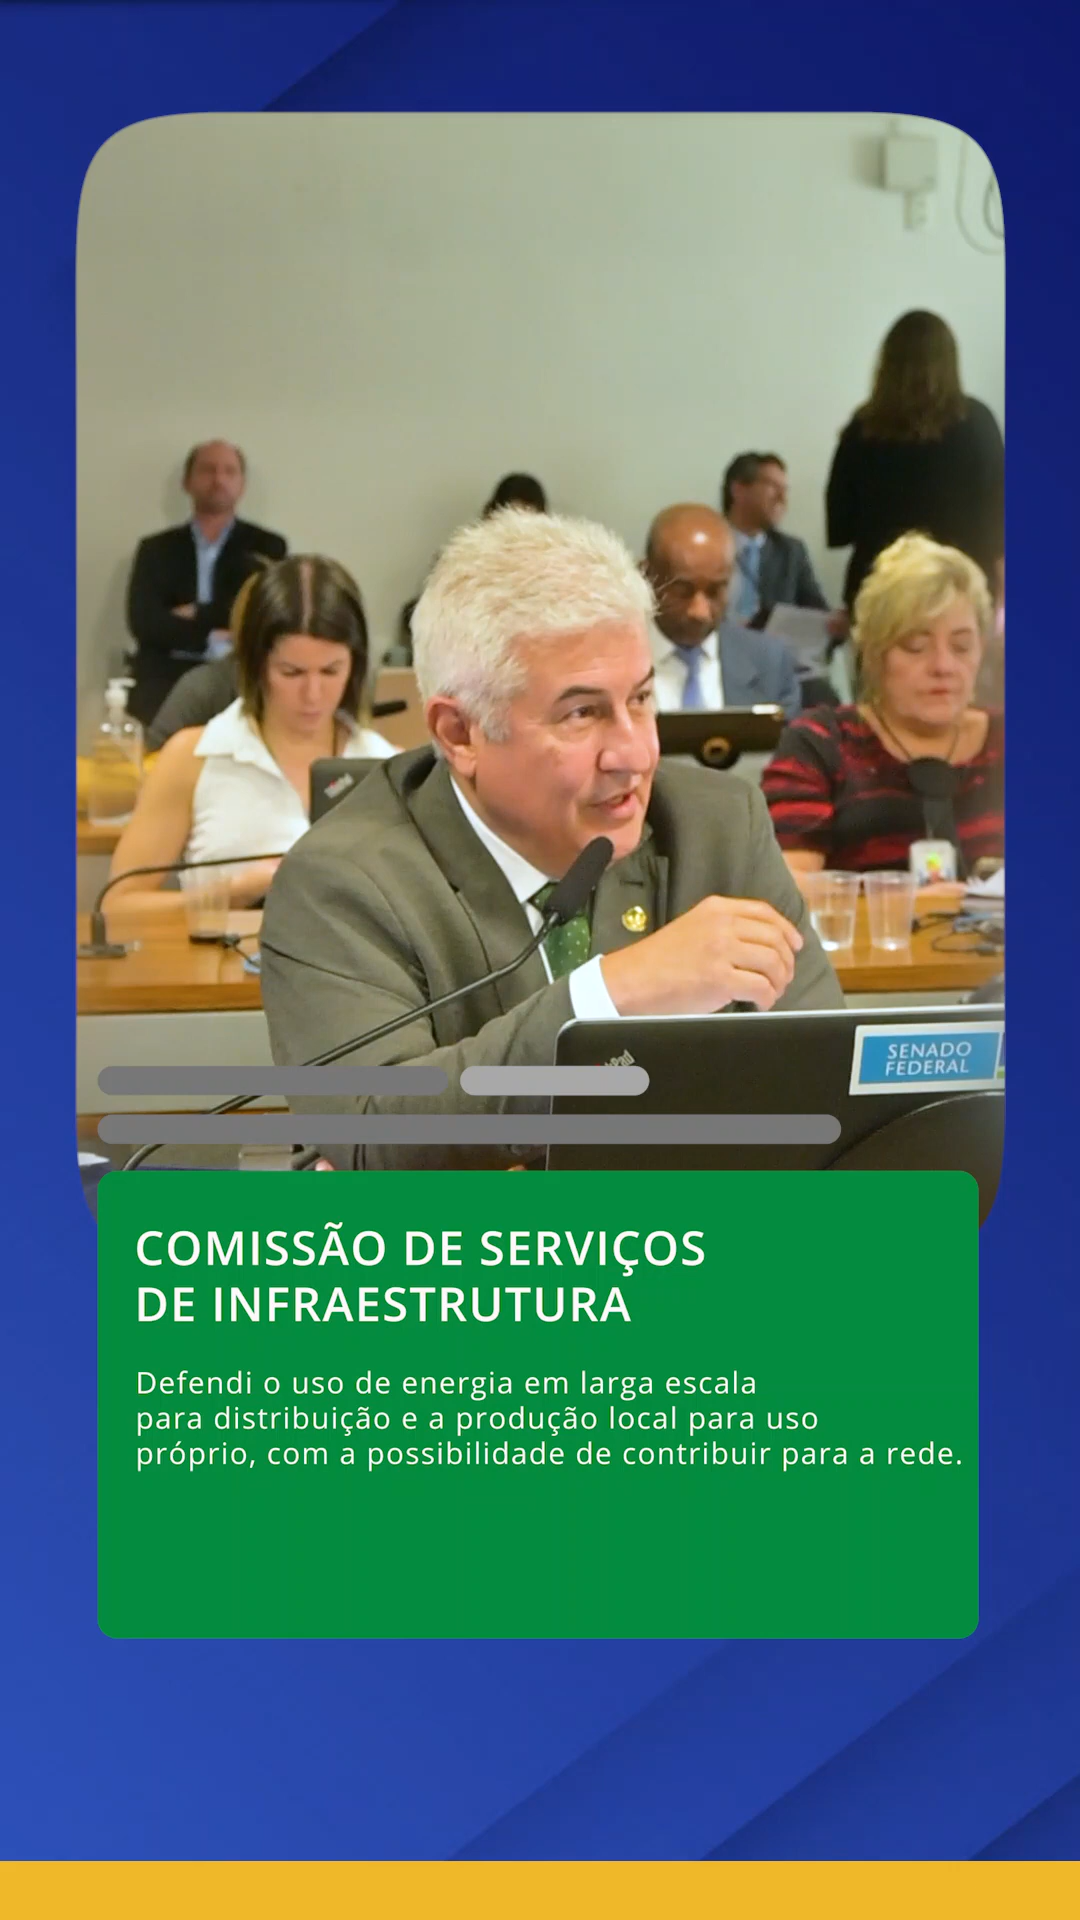 SENADO
FEDERAL
COMISSÃO DE SERVIÇOS
DE INFRAESTRUTURA
Defendi o uso de energia em larga escala
para distribuição e a produção local para uso
próprio, com a possibilidade de contribuir para a rede.